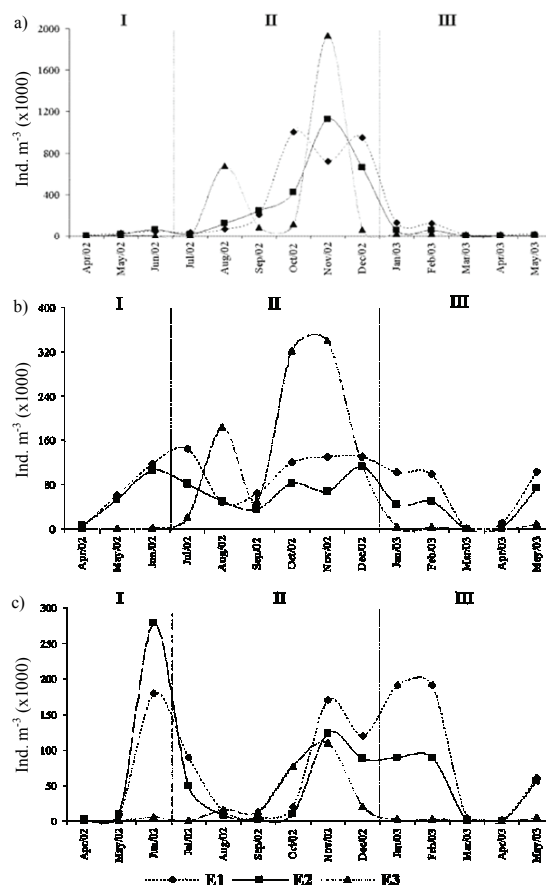 I II III
a)
2000
1600
1200
800
400
0
Ind. m⁻³ (x1000)
Apr/02 May/02 Jun/02 Jul/02 Aug/02 Sep/02 Oct/02 Nov/02 Dec/02 Jan/03 Feb/03 Mar/03 Apr/03 May/03
b)
I II III
400
320
240
160
80
0
Ind. m⁻³ (x1000)
Apr/02 May/02 Jun/02 Jul/02 Aug/02 Sep/02 Oct/02 Nov/02 Dec/02 Jan/03 Feb/03 Mar/03 Apr/03 May/03
c)
I II III
300
250
200
150
100
50
0
Ind. m⁻³ (x1000)
Apr/02 May/02 Jun/02 Jul/02 Aug/02 Sep/02 Oct/02 Nov/02 Dec/02 Jan/03 Feb/03 Mar/03 Apr/03 May/03
E1 E2 E3